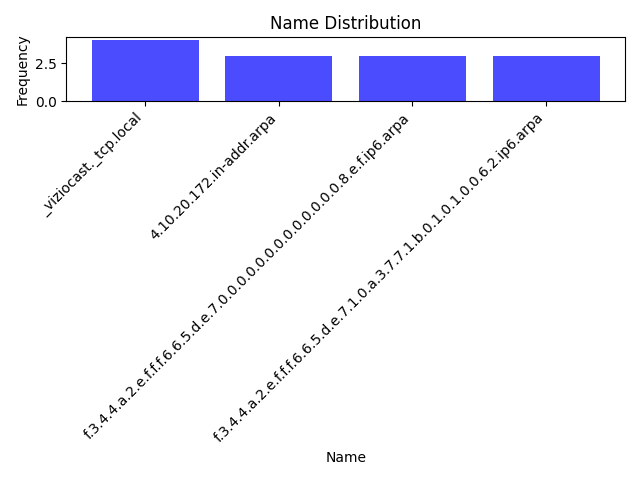 Name Distribution
Frequency
2.5
0.0
_viziocast._tcp.local
4.10.20.172.in-addr.arpa
f.3.4.4.a.2.e.f.f.f.6.6.5.d.e.7.0.0.0.0.0.0.0.0.0.0.0.0.0.8.e.f.ip6.arpa
f.3.4.4.a.2.e.f.f.f.6.6.5.d.e.7.1.0.a.3.7.7.1.b.0.1.0.1.0.0.6.2.ip6.arpa
Name